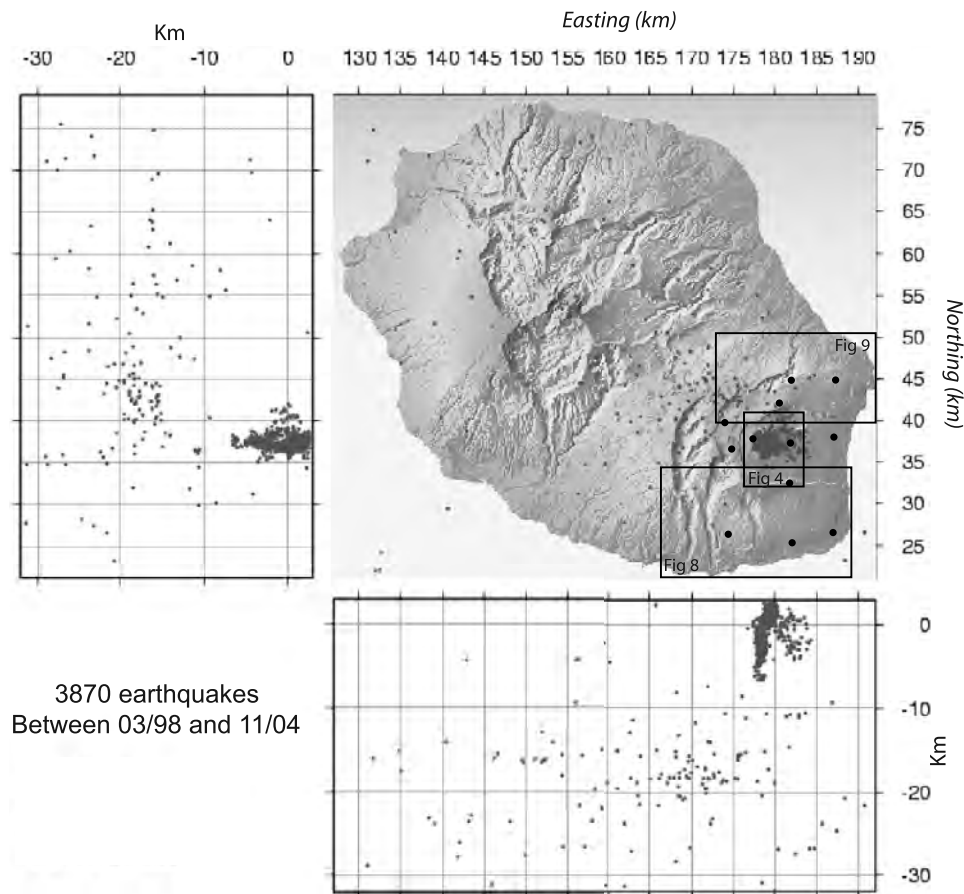 Easting (km)
Km
-30 -20 -10 0
130 135 145 150 155 160 165 170 175 180 185 190
75
70
65
60
55
50
45
40
35
30
25
Northing (km)
Fig 9
Fig 4
Fig 8
3870 earthquakes
Between 03/98 and 11/04
0
-10
-20
-30
Km